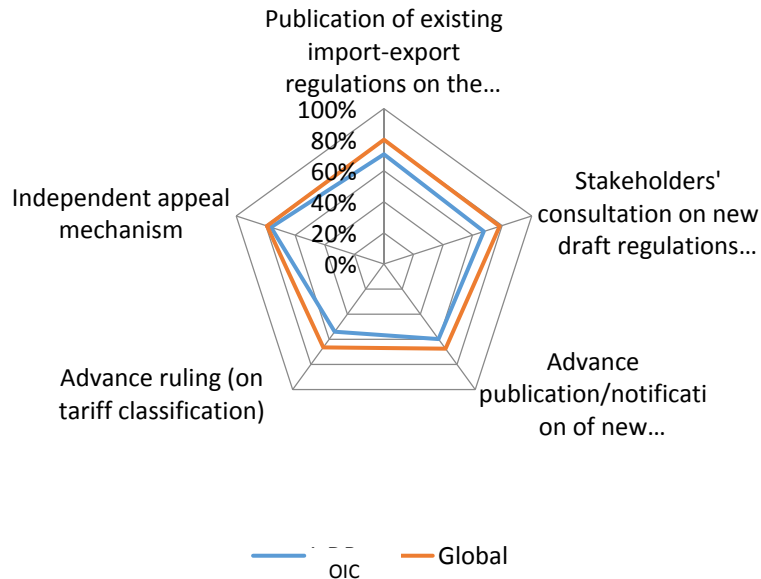 Publication of existing
import-export
regulations on the…
100%
80%
60%
40%
20%
0%
Stakeholders'
consultation on new
draft regulations…
Advance
publication/notificati
on of new…
Advance ruling (on
tariff classification)
Independent appeal
mechanism
OIC
Global